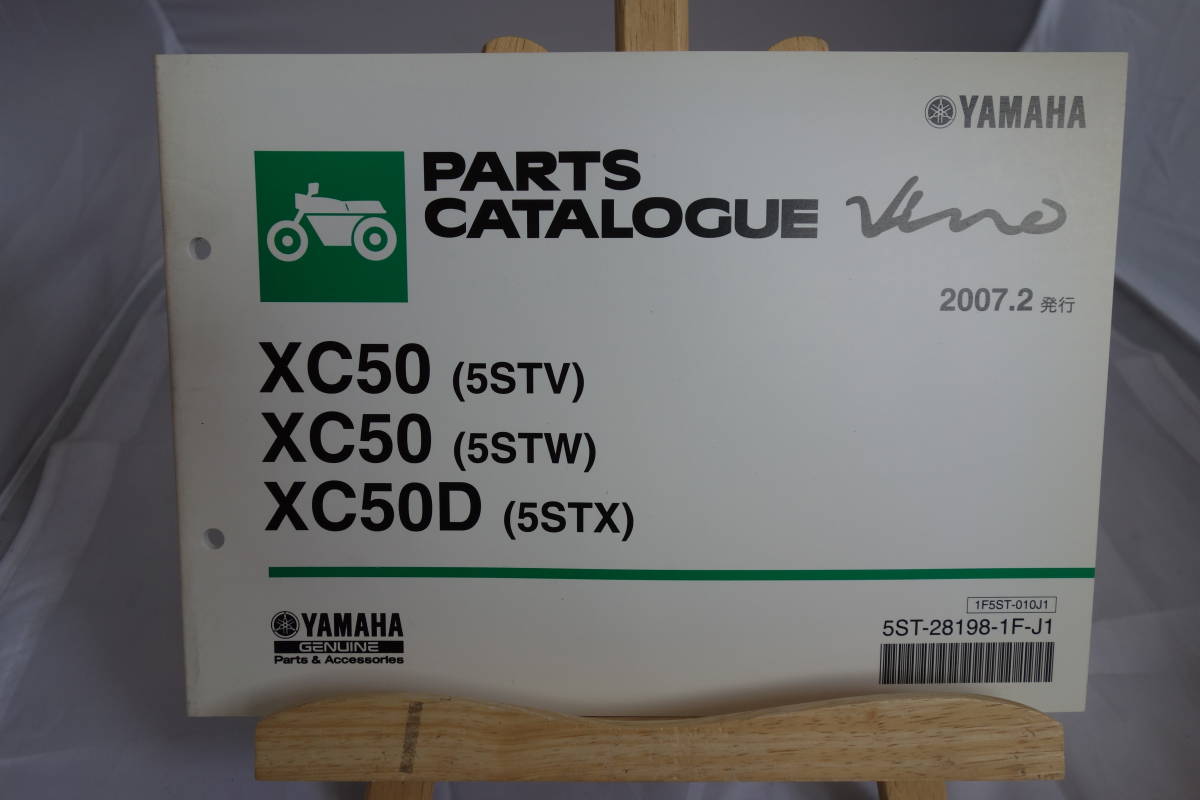 YAMAHA
PARTS
CATALOGUE Vino
2007.2 発行
XC50 (5STV)
XC50 (5STW)
XC50D (5STX)
YAMAHA
GENUINE
Parts & Accessories
1F5ST-010J1
5ST-28198-1F-J1